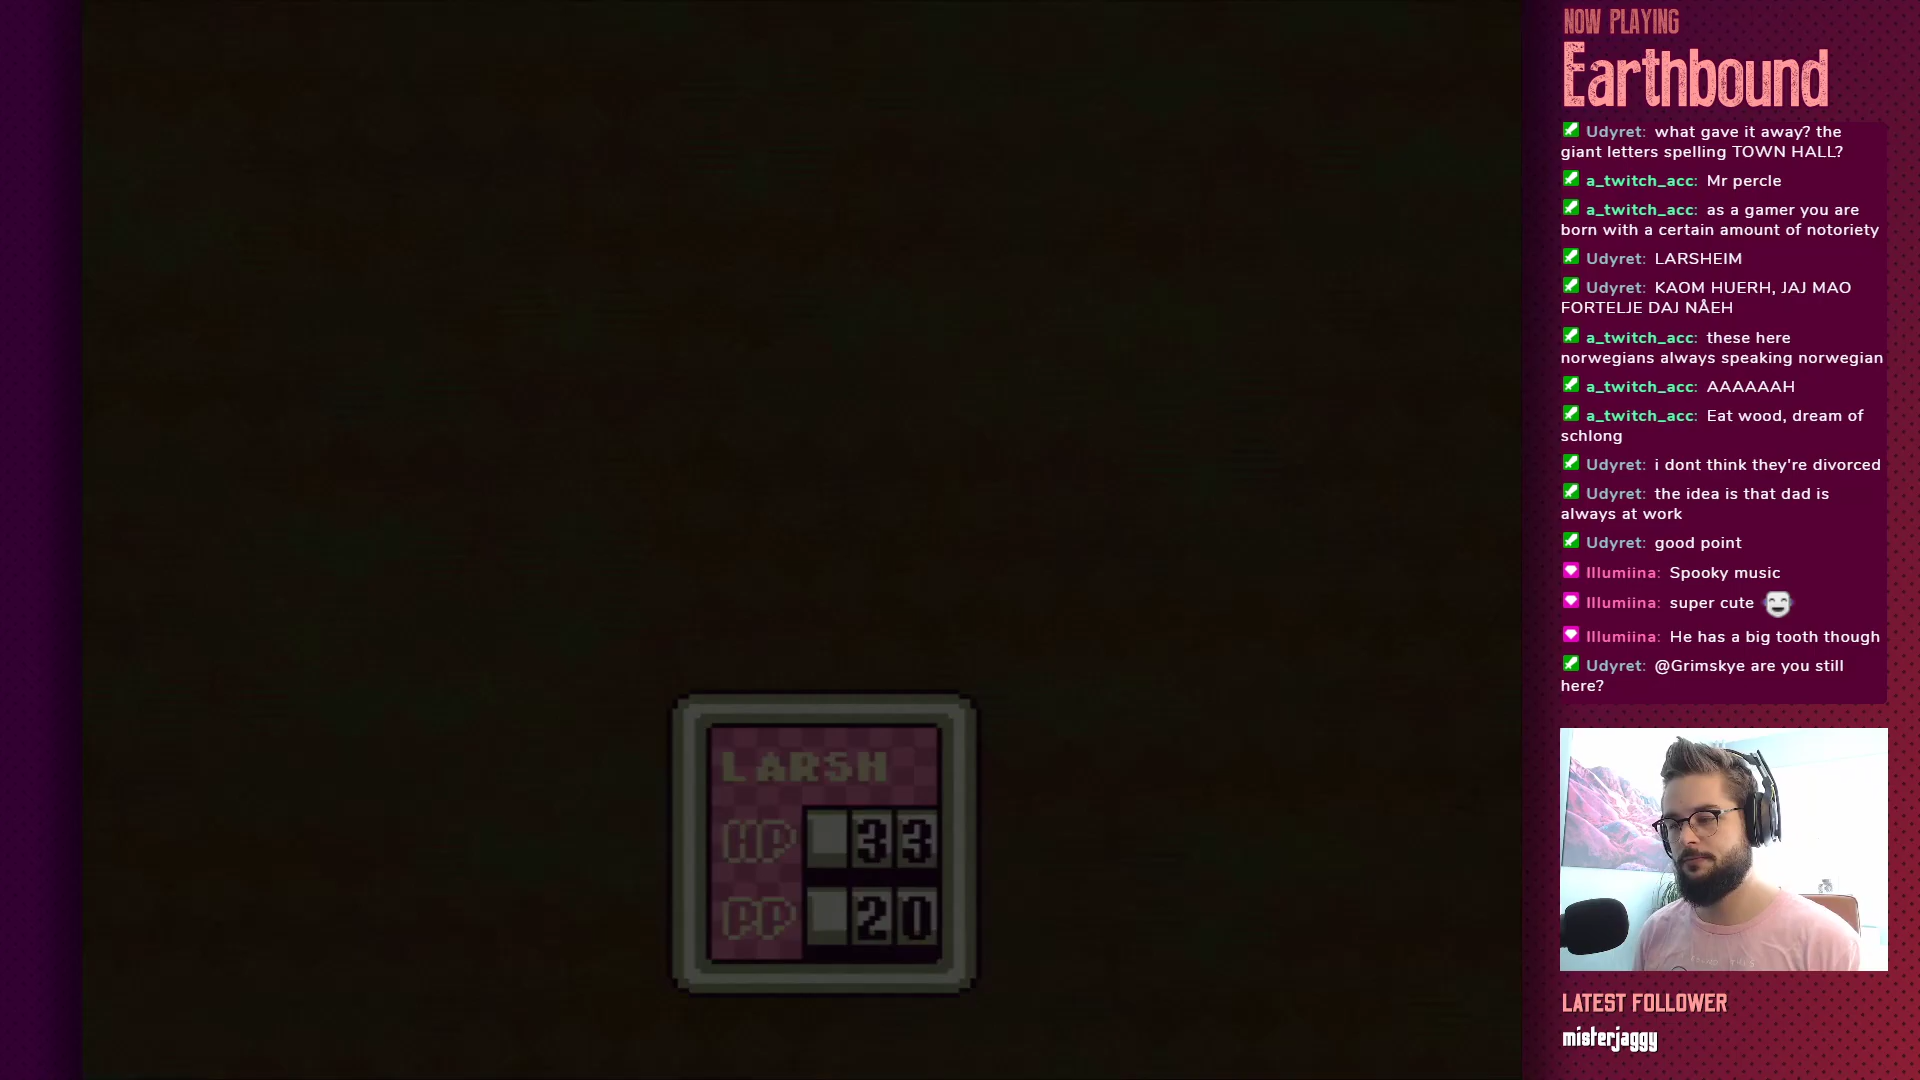 NOW PLAYING
Earthbound
Udyret: what gave it away? the
giant letters spelling TOWN HALL?
a_twitch_acc: Mr percle
a_twitch_acc: as a gamer you are
born with a certain amount of notoriety
Udyret: LARSHEIM
Udyret: KAOM HUERH, JAJ MAO
FORTELJE DAJ NÅEH
a_twitch_acc: these here
norwegians always speaking norwegian
a_twitch_acc: AAAAAAH
a_twitch_acc: Eat wood, dream of
schlong
Udyret: i dont think they're divorced
Udyret: the idea is that dad is
always at work
Udyret: good point
Illumiina: Spooky music
Illumiina: super cute
Illumiina: He has a big tooth though
Udyret: @Grimskye are you still
here?
LARSH
HP 33
PP 20
LATEST FOLLOWER
misterjaggy